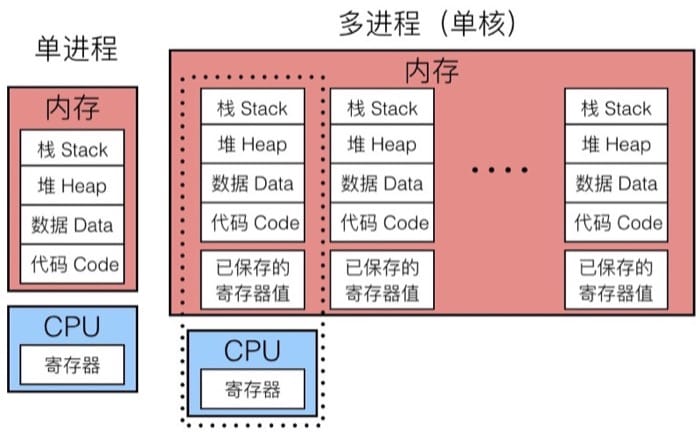 单进程
内存
栈 Stack
堆 Heap
数据 Data
代码 Code
CPU
寄存器
多进程（单核）
内存
栈 Stack
堆 Heap
数据 Data
代码 Code
已保存的
寄存器值
栈 Stack
堆 Heap
数据 Data
代码 Code
已保存的
寄存器值
栈 Stack
堆 Heap
数据 Data
代码 Code
已保存的
寄存器值
CPU
寄存器